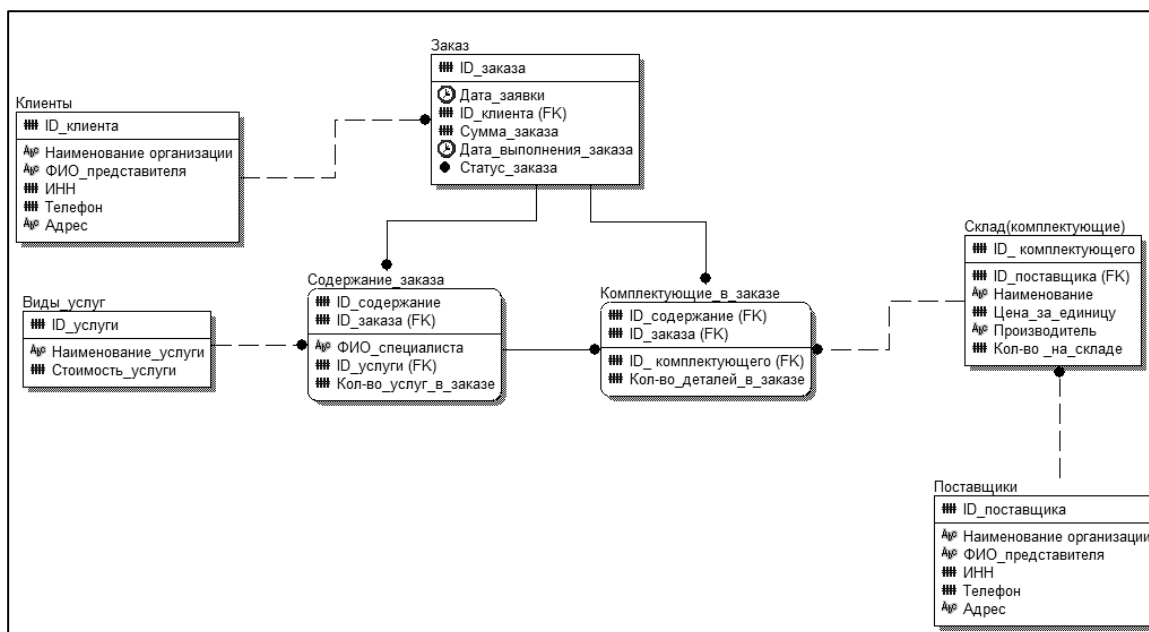 Заказ
ID_заказа
Дата_заявки
ID_клиента (FK)
Сумма_заказа
Дата_выполнения_заказа
Статус_заказа
Клиенты
ID_клиента
Наименование организации
ФИО_представителя
ИНН
Телефон
Адрес
Содержание_заказа
ID_содержание
ID_заказа (FK)
ФИО_специалиста
ID_услуги (FK)
Кол-во_услуг_в_заказе
Виды_услуг
ID_услуги
Наименование_услуги
Стоимость_услуги
Комплектующие_в_заказе
ID_содержание (FK)
ID_заказа (FK)
ID_ комплектующего (FK)
Кол-во_деталей_в_заказе
Склад(комплектующие)
ID_ комплектующего
ID_поставщика (FK)
Наименование
Цена_за_единицу
Производитель
Кол-во _на_складе
Поставщики
ID_поставщика
Наименование организации
ФИО_представителя
ИНН
Телефон
Адрес